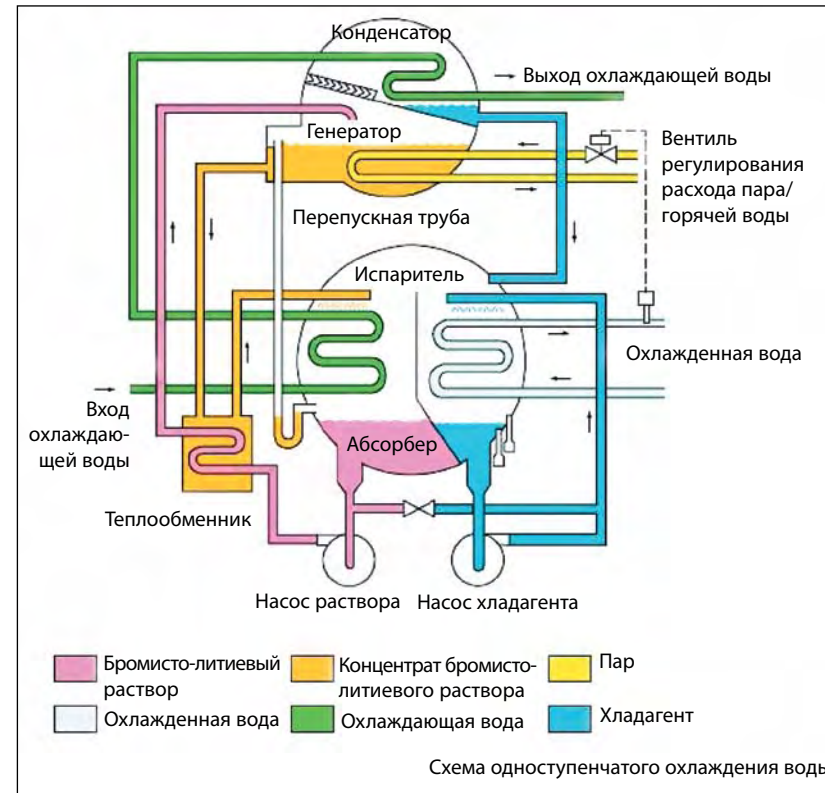 Конденсатор
Выход охлаждающей воды
Генератор
Вентиль
регулирования
расхода пара/
горячей воды
Перепускная труба
Испаритель
Охлажденная вода
Вход
охлаждаю-
щей воды
Абсорбер
Теплообменник
Насос раствора
Насос хладагента
Бромисто-литиевый
раствор
Концентрат бромисто-
литиевого раствора
Пар
Охлажденная вода
Охлаждающая вода
Хладагент
Схема одноступенчатого охлаждения воды